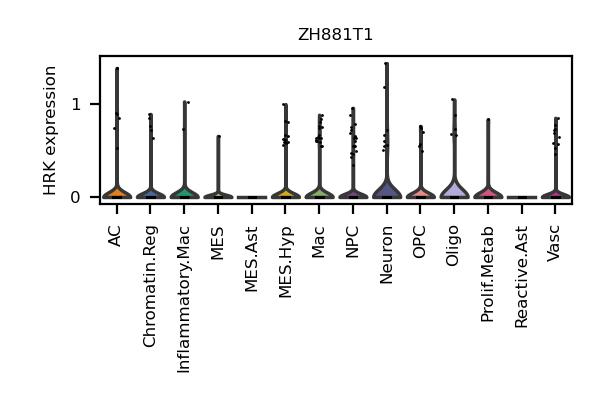 ZH881T1
HRK expression
1
0
AC
Chromatin.Reg
Inflammatory.Mac
MES
MES.Ast
MES.Hyp
Mac
NPC
Neuron
OPC
Oligo
Prolif.Metab
Reactive.Ast
Vasc